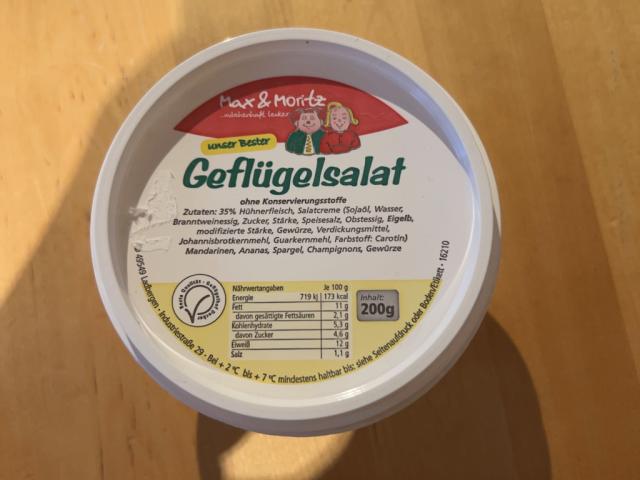 Max & Moritz
unser Bester
Geflügelsalat
ohne Konservierungsstoffe
Zutaten: 35% Hühnerfleisch, Salatcreme (Sojaöl, Wasser,
Branntweinessig, Zucker, Stärke, Speisesalz, Obstessig, Eigelb,
modifizierte Stärke, Gewürze, Verdickungsmittel,
Johannisbrotkernmehl, Guarkernmehl, Farbstoff: Carotin)
Mandarinen, Ananas, Spargel, Champignons, Gewürze
Nährwertangaben Je 100 g
Energie 719 kJ 173 kcal
Fett 11 g
davon gesättigte Fettsäuren 2,1 g
Kohlenhydrate 5,3 g
davon Zucker 4,6 g
Eiweiß 12 g
Salz 1,1 g
Inhalt:
200g
49549 Ladbergen • Industriestraße 29 - Bei + 2 °C bis + 7 °C mindestens haltbar bis: siehe Seitenaufdruck oder Boden/Etikett • 16210